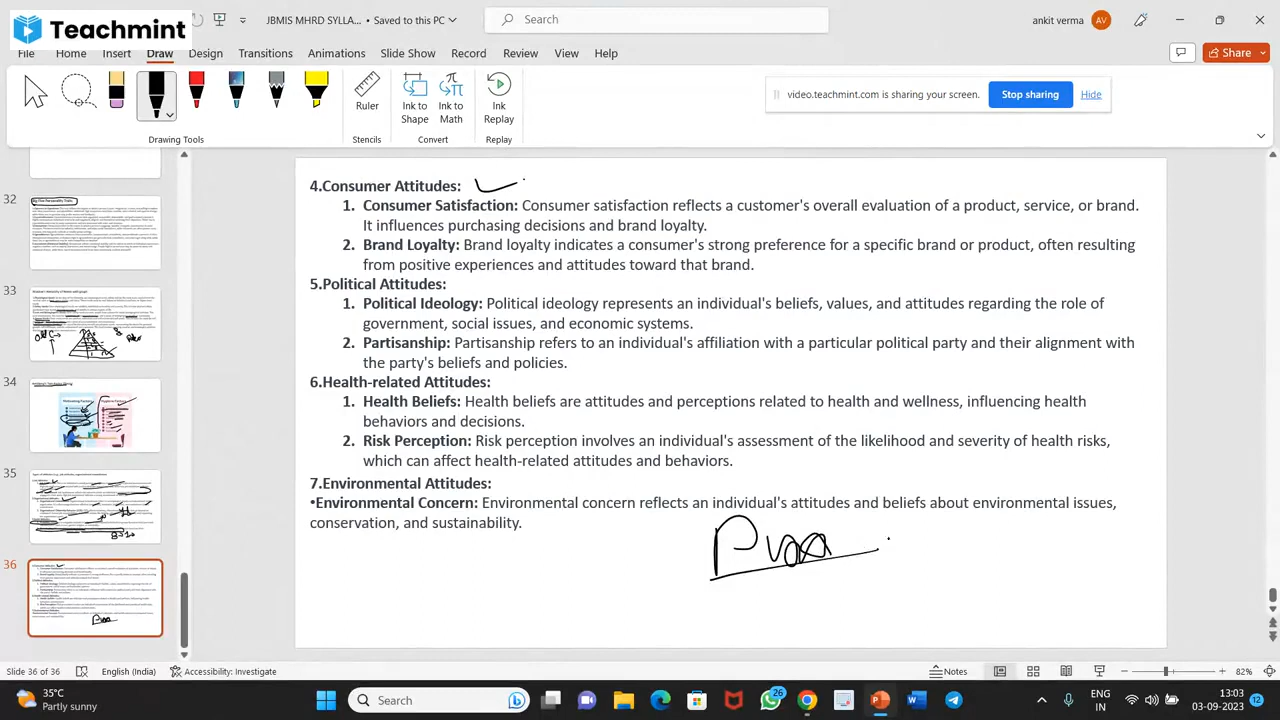 Teachmint
JBMIS MHRD SYLLA... • Saved to this PC
Search
ankit verma
AV
File Home Insert Draw Design Transitions Animations Slide Show Record Review View Help
Share
Ruler
Ink to Shape
Ink to Math
Ink Replay
Drawing Tools
Stencils
Convert
Replay
video.teachmint.com is sharing your screen.
Stop sharing
Hide
32
33
34
35
36
4.Consumer Attitudes:
1. Consumer Satisfaction: Consumer satisfaction reflects a customer's overall evaluation of a product, service, or brand.
It influences purchasing decisions and brand loyalty.
2. Brand Loyalty: Brand loyalty indicates a consumer's strong preference for a specific brand or product, often resulting
from positive experiences and attitudes toward that brand.
5.Political Attitudes:
1. Political Ideology: Political ideology represents an individual's beliefs, values, and attitudes regarding the role of
government, social issues, and economic systems.
2. Partisanship: Partisanship refers to an individual's affiliation with a particular political party and their alignment with
the party's beliefs and policies.
6.Health-related Attitudes:
1. Health Beliefs: Health beliefs are attitudes and perceptions related to health and wellness, influencing health
behaviors and decisions.
2. Risk Perception: Risk perception involves an individual's assessment of the likelihood and severity of health risks,
which can affect health-related attitudes and behaviors.
7.Environmental Attitudes:
•Environmental Concern: Environmental concern reflects an individual's attitudes and beliefs about environmental issues,
conservation, and sustainability.
Slide 36 of 36
English (India)
Accessibility: Investigate
Notes
82%
35°C
Partly sunny
Search
26
ENG
IN
13:03
03-09-2023